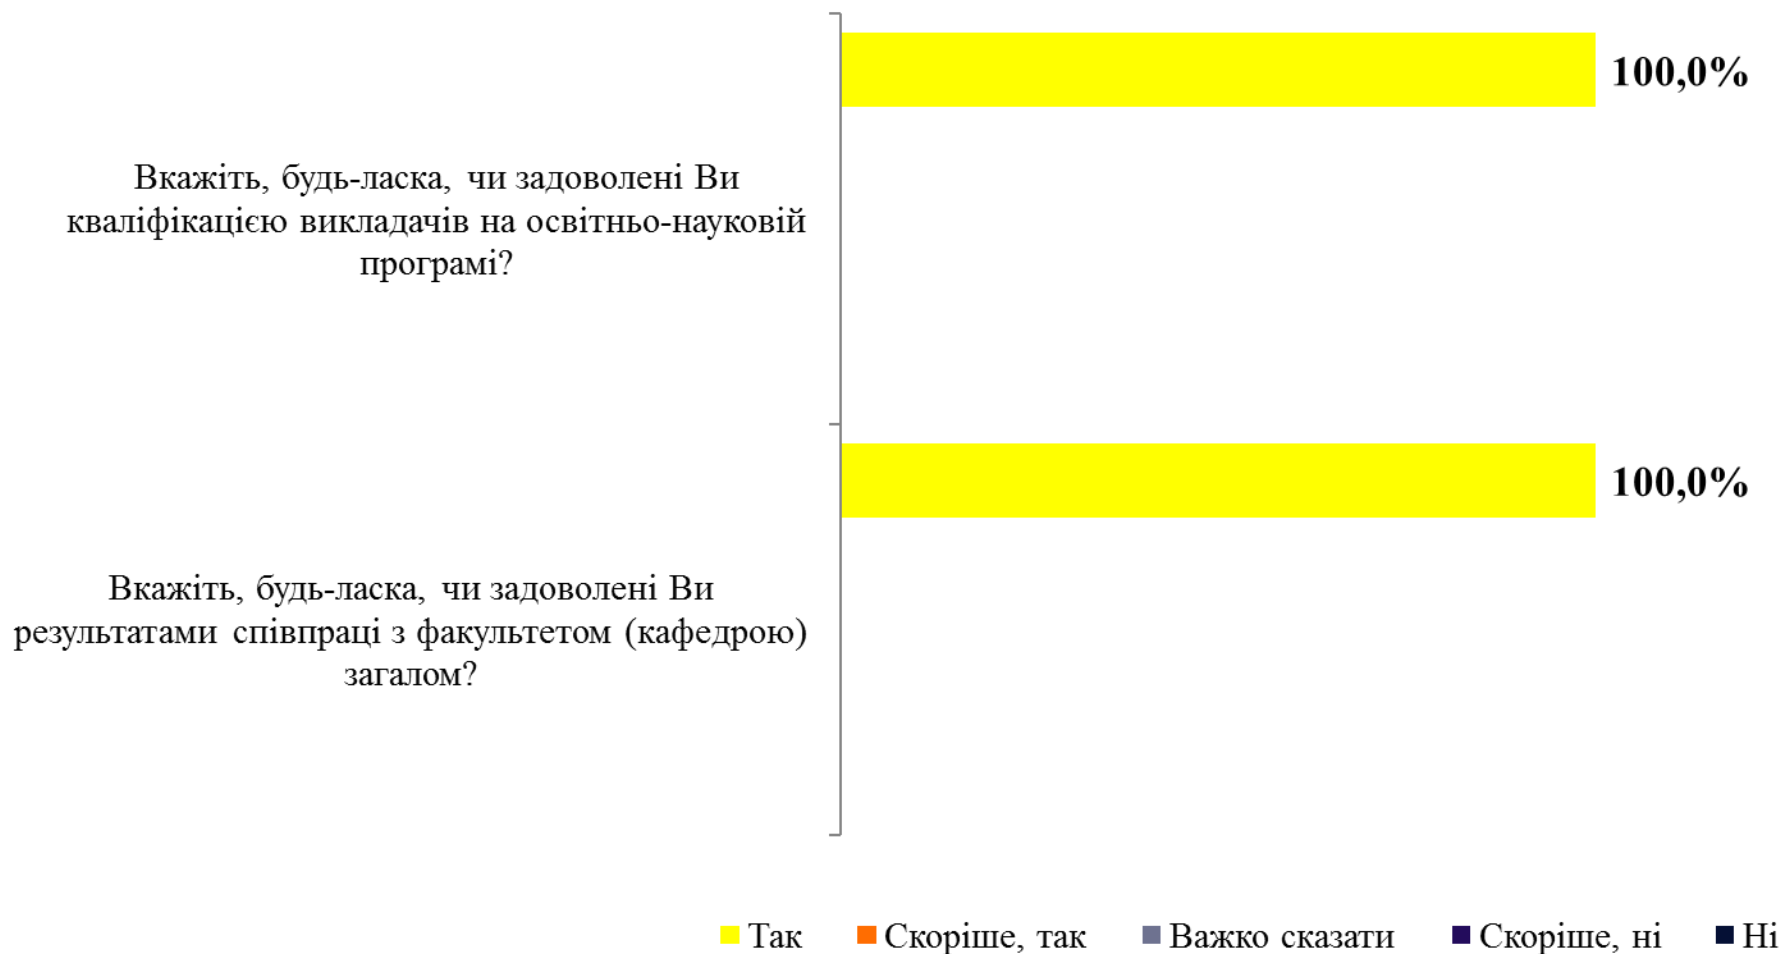 100,0%
Вкажіть, будь-ласка, чи задоволені Ви
кваліфікацією викладачів на освітньо-науковій
програмі?
100,0%
Вкажіть, будь-ласка, чи задоволені Ви
результатами співпраці з факультетом (кафедрою)
загалом?
Так Скоріше, так Важко сказати Скоріше, ні Ні